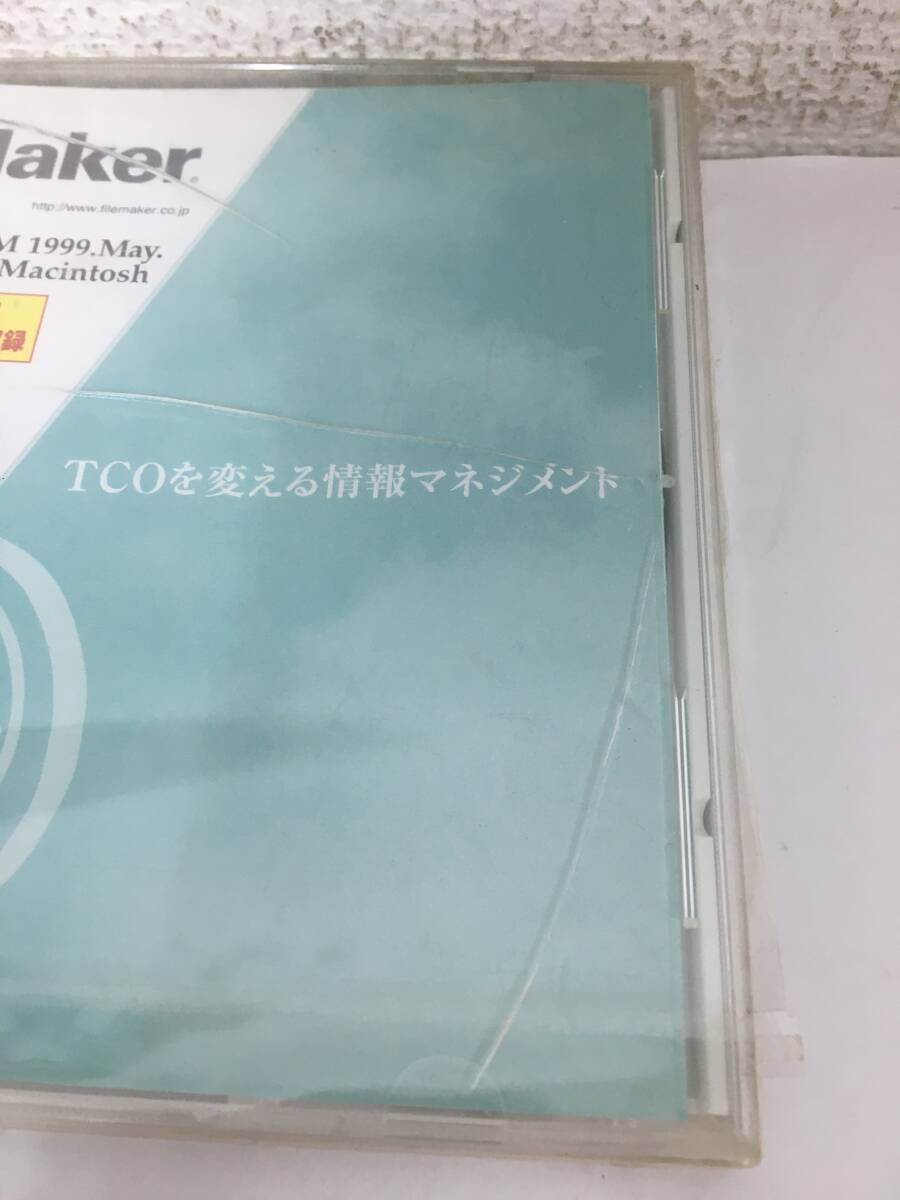 Maker®
http://www.filemaker.co.jp
M 1999.May.
Macintosh
録
TCOを変える情報マネジメント